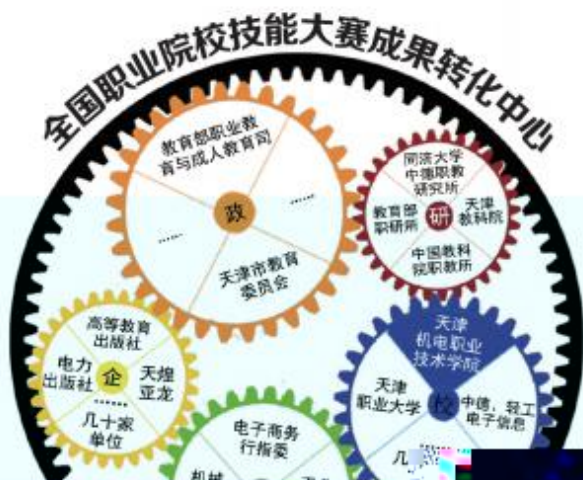 全国职业院校技能大赛成果转化中心
教育部职业教
育与成人教育司
政
……
……
天津市教育
委员会
同济大学
中德职教
研究所
教育部
职研所
研
天津
教科院
中国教科
院职教所
高等教育
出版社
电力
出版社
企
天煌
亚龙
……
几十家
单位
天津
机电职业
技术学院
天津
职业大学
校
中德、轻工
电子信息
电子商务
行指委
机械